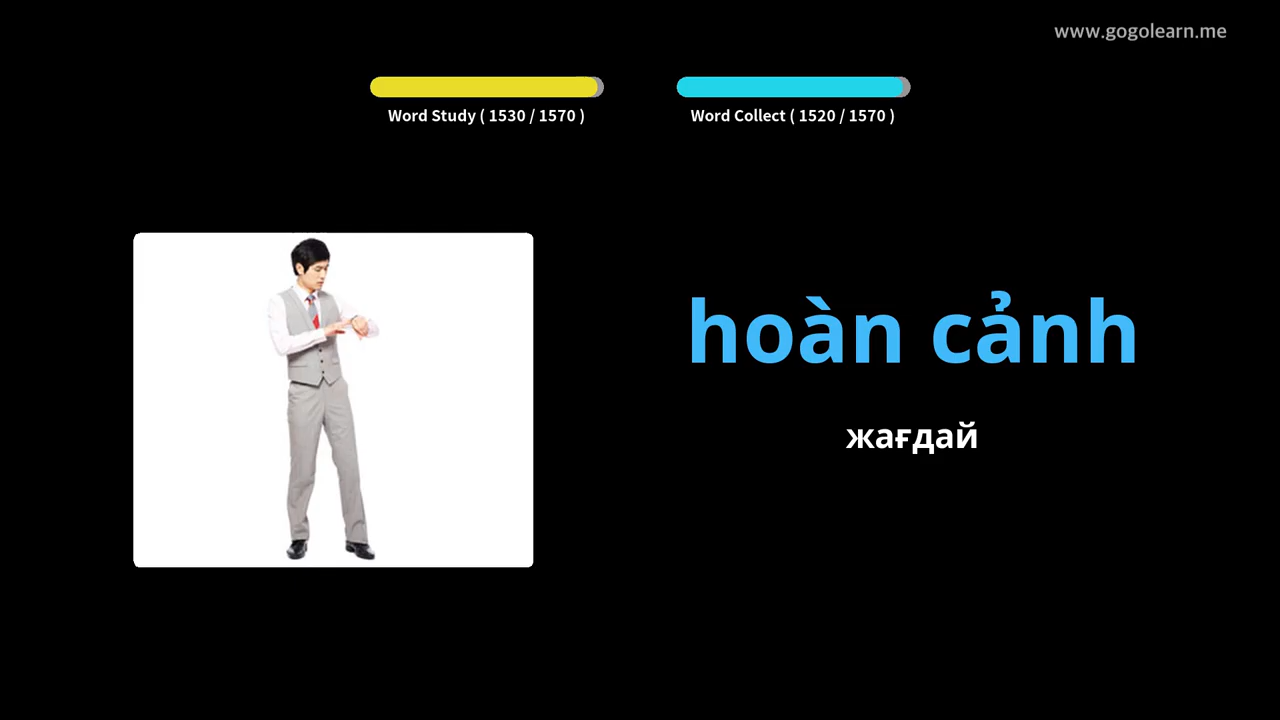 www.gogolearn.me
Word Study ( 1530 / 1570 )
Word Collect ( 1520 / 1570 )
hoàn cảnh
жағдай